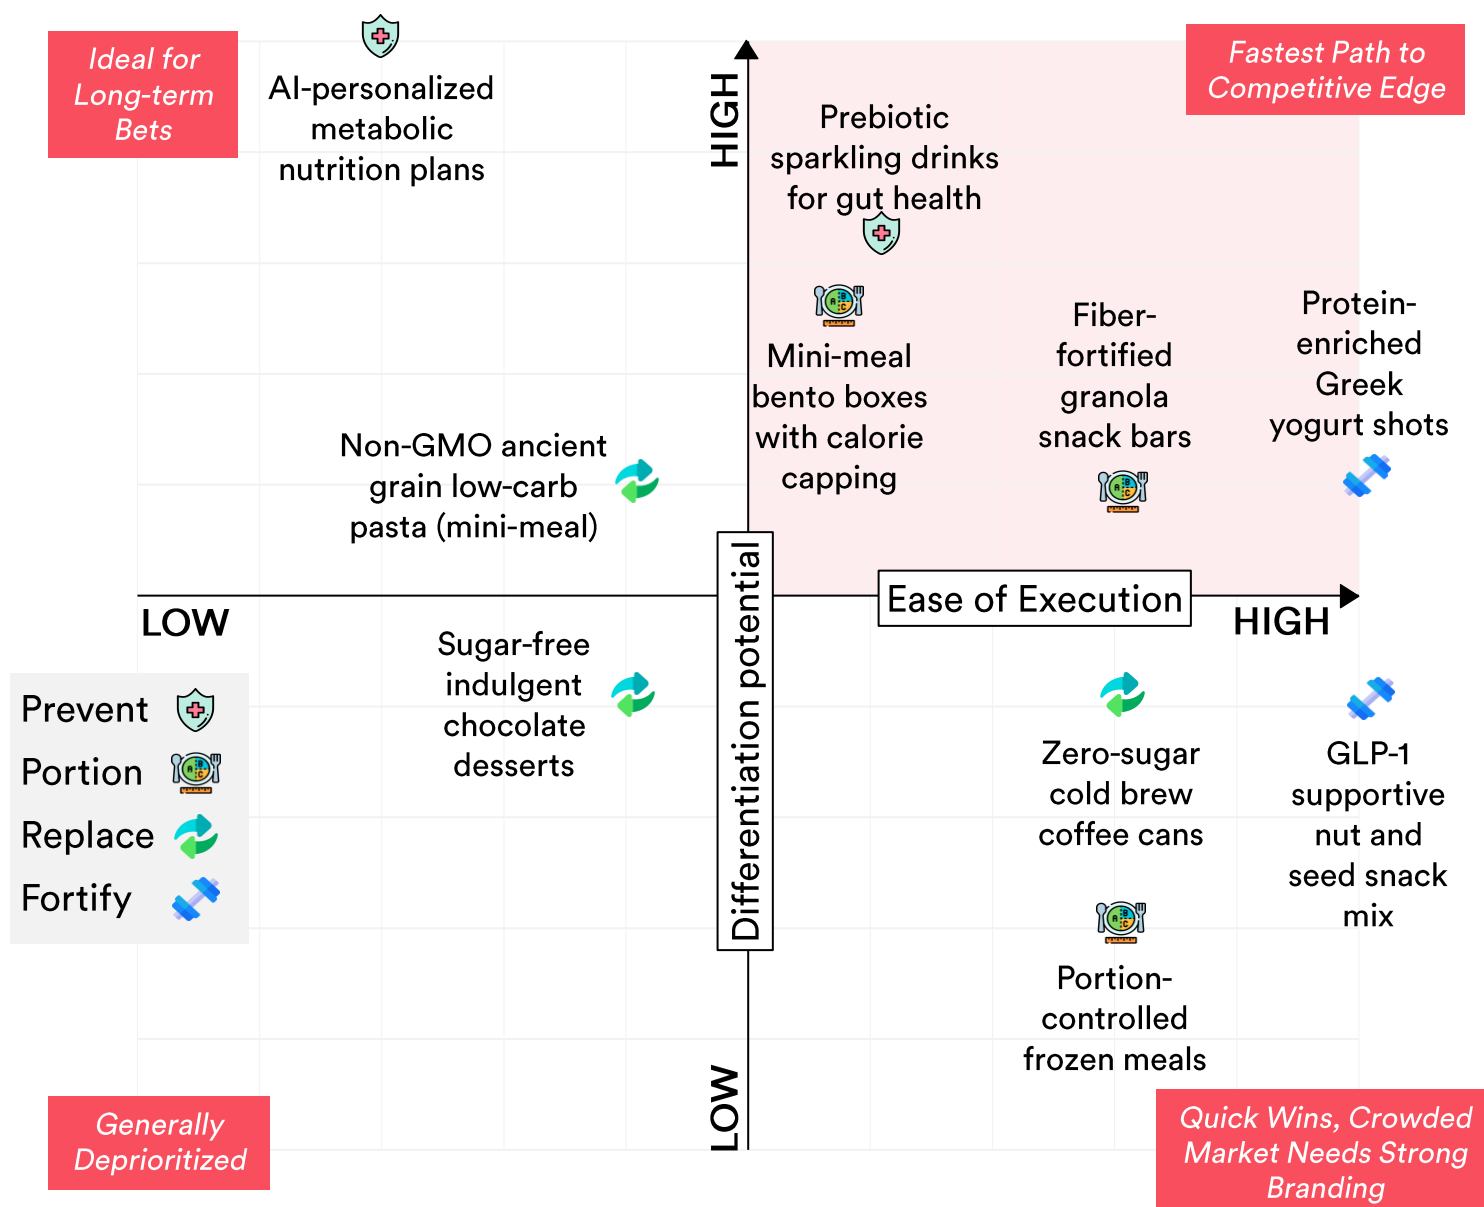 Ideal for
Long-term
Bets
AI-personalized
metabolic
nutrition plans
HIGH
Fastest Path to
Competitive Edge
Prebiotic
sparkling drinks
for gut health
Mini-meal
bento boxes
with calorie
capping
Fiber-
fortified
granola
snack bars
Protein-
enriched
Greek
yogurt shots
Non-GMO ancient
grain low-carb
pasta (mini-meal)
LOW
Differentiation potential
Ease of Execution
HIGH
Sugar-free
indulgent
chocolate
desserts
Prevent
Portion
Replace
Fortify
Zero-sugar
cold brew
coffee cans
GLP-1
supportive
nut and
seed snack
mix
Portion-
controlled
frozen meals
LOW
Generally
Deprioritized
Quick Wins, Crowded
Market Needs Strong
Branding